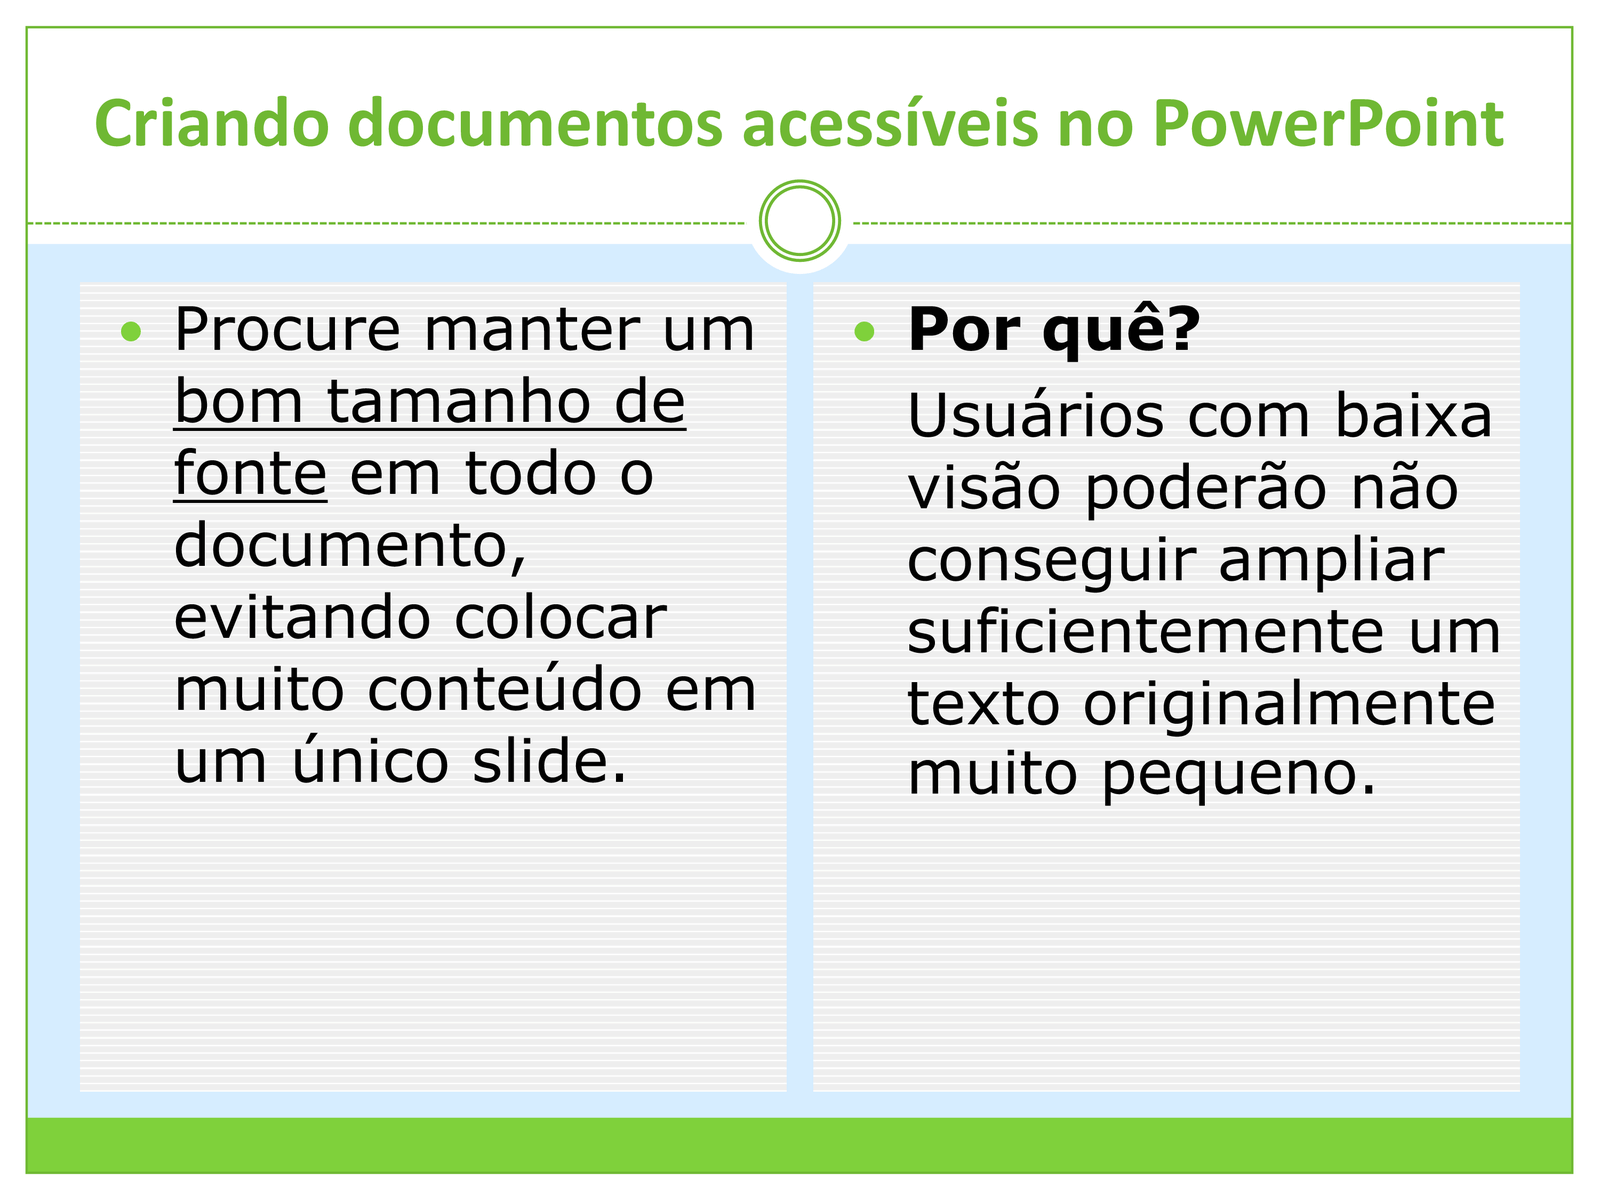 Criando documentos acessíveis no PowerPoint
• Procure manter um
bom tamanho de
fonte em todo o
documento,
evitando colocar
muito conteúdo em
um único slide.
• Por quê?
Usuários com baixa
visão poderão não
conseguir ampliar
suficientemente um
texto originalmente
muito pequeno.